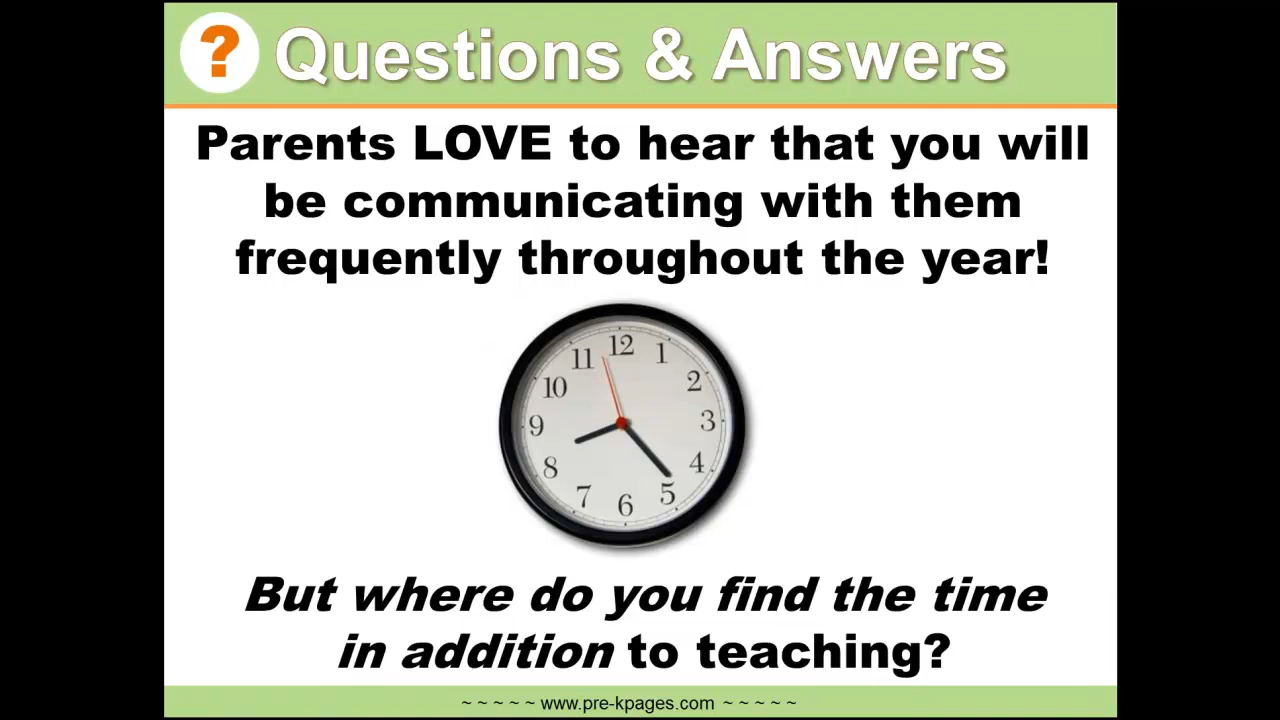 ? Questions & Answers
Parents LOVE to hear that you will
be communicating with them
frequently throughout the year!
12
11
1
10
2
9
3
8
4
7
5
6
But where do you find the time
in addition to teaching?
~ ~ ~ ~ ~ www.pre-kpages.com ~ ~ ~ ~ ~